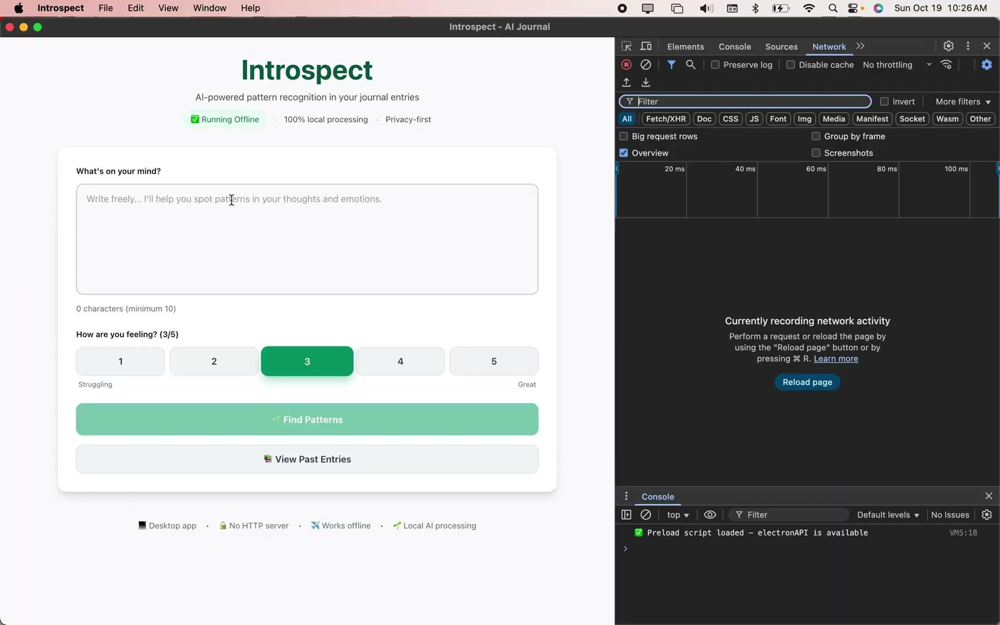 Introspect File Edit View Window Help Sun Oct 19 10:26 AM
Introspect - AI Journal
Introspect
AI-powered pattern recognition in your journal entries
✅ Running Offline · 100% local processing · Privacy-first
What's on your mind?
Write freely... I'll help you spot patterns in your thoughts and emotions.
0 characters (minimum 10)
How are you feeling? (3/5)
1 2 3 4 5
Struggling Great
🌱 Find Patterns
📚 View Past Entries
💻 Desktop app • 🔒 No HTTP server • ✈️ Works offline • 🌱 Local AI processing
Elements Console Sources Network
Preserve log Disable cache No throttling
Filter Invert More filters
All Fetch/XHR Doc CSS JS Font Img Media Manifest Socket Wasm Other
Big request rows Group by frame
Overview Screenshots
20 ms 40 ms 60 ms 80 ms 100 ms
Currently recording network activity
Perform a request or reload the page by
using the "Reload page" button or by
pressing ⌘ R. Learn more
Reload page
Console
top Filter Default levels No Issues
✅ Preload script loaded – electronAPI is available VM5:18